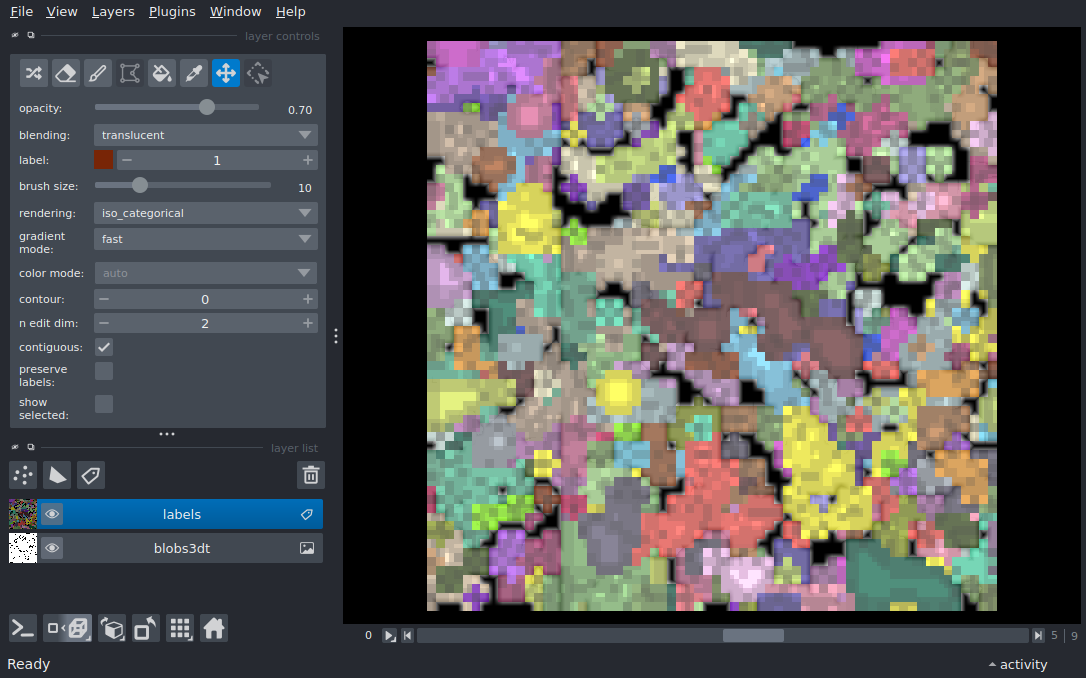 File View Layers Plugins Window Help
layer controls
opacity: 0.70
blending: translucent
label: 1
brush size: 10
rendering: iso_categorical
gradient
mode: fast
color mode: auto
contour: 0
n edit dim: 2
contiguous:
preserve
labels:
show
selected:
layer list
labels
blobs3dt
0 5 | 9
Ready activity